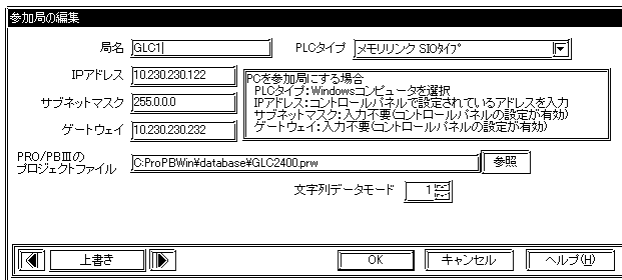 参加局の編集
局名 GLC1 PLCタイプ メモリリンク SIOタイプ
IPアドレス 10.230.230.122
サブネットマスク 255.0.0.0
ゲートウェイ 10.230.230.232
PCを参加局にする場合
PLCタイプ:Windowsコンピュータを選択
IPアドレス:コントロールパネルで設定されているアドレスを入力
サブネットマスク:入力不要(コントロールパネルの設定が有効)
ゲートウェイ:入力不要(コントロールパネルの設定が有効)
PRO/PBⅢの
プロジェクトファイル C:ProPBWin¥database¥GLC2400.prw 参照
文字列データモード 1
上書き OK キャンセル ヘルプ(H)